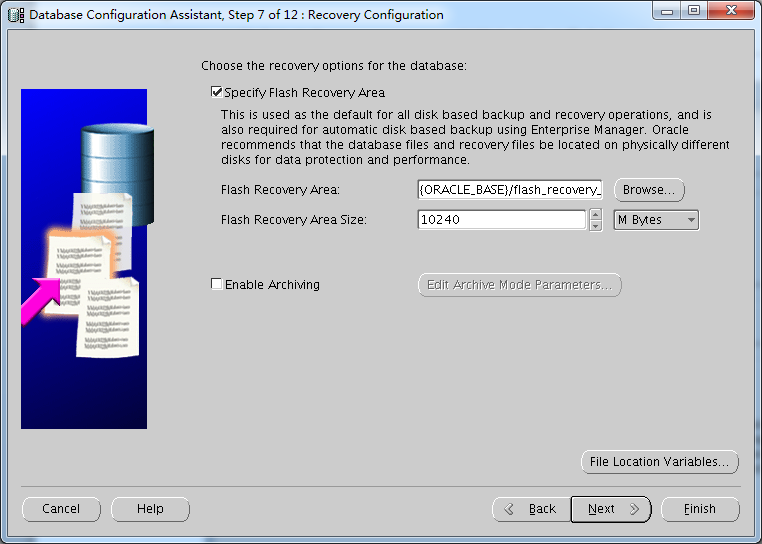 Database Configuration Assistant, Step 7 of 12 : Recovery Configuration
Choose the recovery options for the database:
Specify Flash Recovery Area
This is used as the default for all disk based backup and recovery operations, and is
also required for automatic disk based backup using Enterprise Manager. Oracle
recommends that the database files and recovery files be located on physically different
disks for data protection and performance.
Flash Recovery Area:
{ORACLE_BASE}/flash_recovery_
Browse...
Flash Recovery Area Size:
10240
M Bytes
Enable Archiving
Edit Archive Mode Parameters...
File Location Variables...
Cancel
Help
Back
Next
Finish